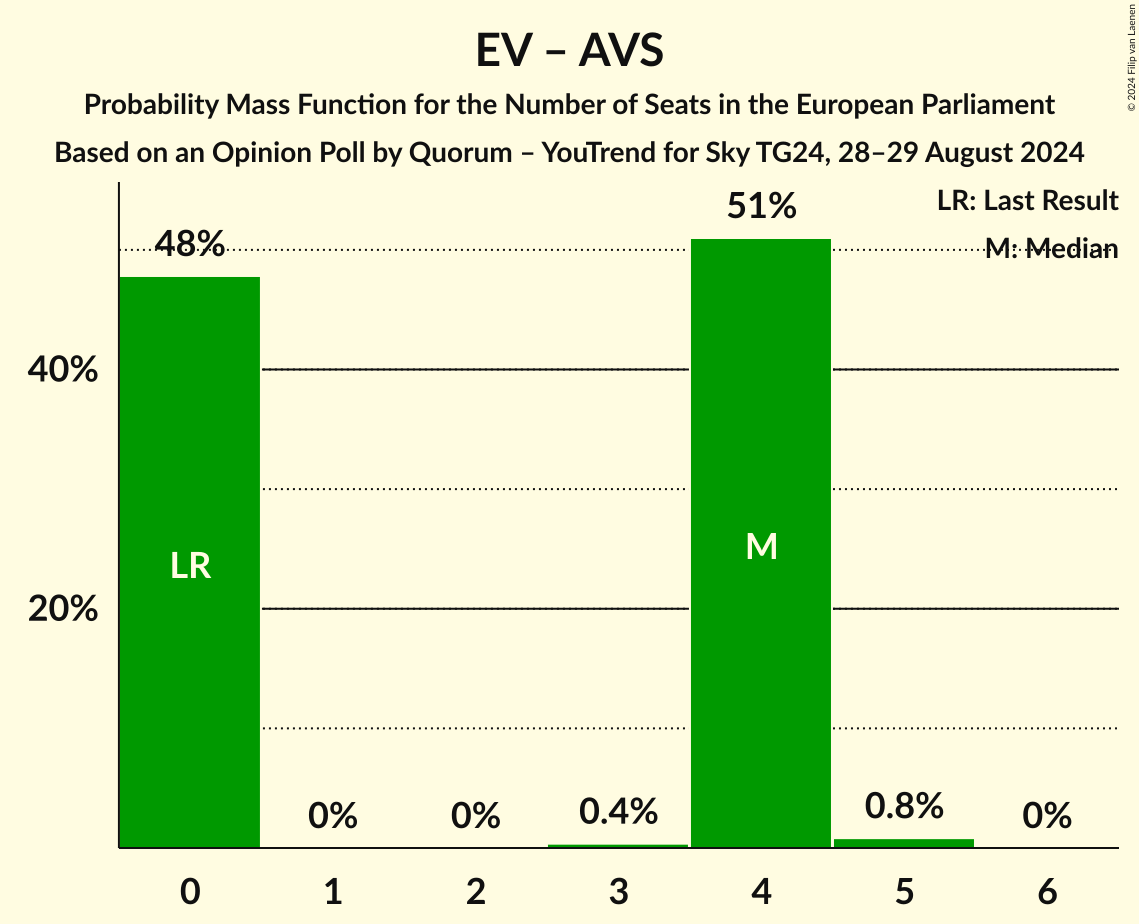 EV – AVS
Probability Mass Function for the Number of Seats in the European Parliament
Based on an Opinion Poll by Quorum – YouTrend for Sky TG24, 28–29 August 2024
© 2024 Filip van Laenen
LR: Last Result
M: Median
48%
51%
40%
20%
LR
M
0%
0%
0.4%
0.8%
0%
0
1
2
3
4
5
6